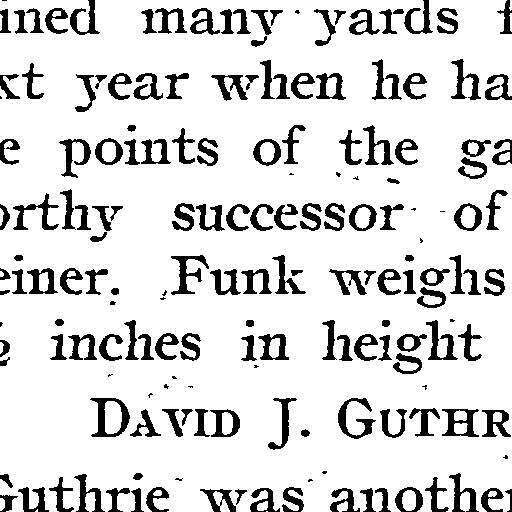 ined many yards f
xt year when he ha
e points of the ga
orthy successor of
einer. Funk weighs
½ inches in height
DAVID J. GUTHR
Guthrie was another